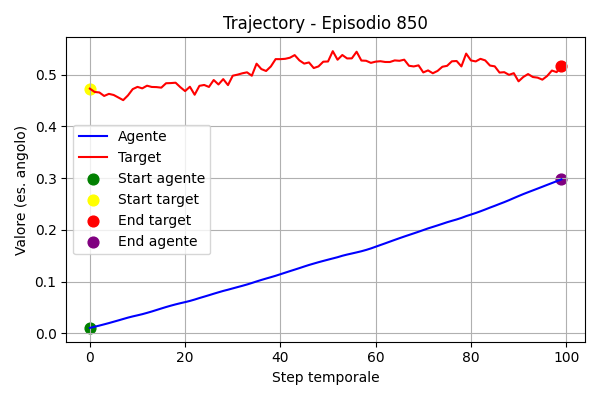 Trajectory - Episodio 850
Valore (es. angolo)
0.5
0.4
0.3
0.2
0.1
0.0
Agente
Target
Start agente
Start target
End target
End agente
0 20 40 60 80 100
Step temporale